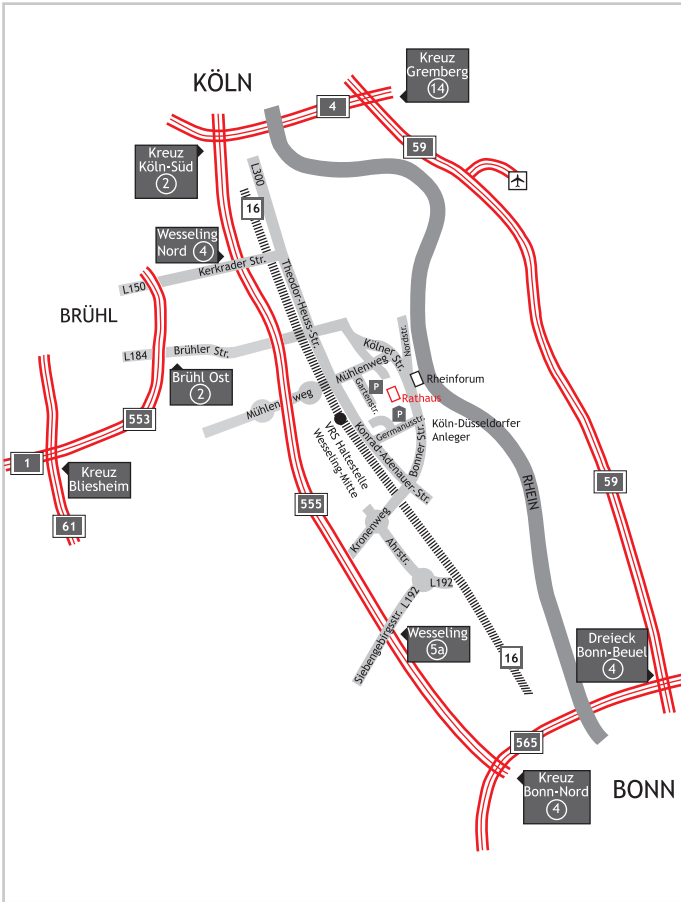 Kreuz
Gremberg
14
KÖLN
4
59
Kreuz
Köln-Süd
2
L300
16
16
Wesseling
Nord 4
Kerkrader Str.
L150
Theodor-Heuss-Str.
BRÜHL
L184
Brühler Str.
Kölner Str.
Nordstr.
Mühlenweg
Brühl Ost
2
Gartenstr.
P
Rathaus
Rheinforum
Mühlenweg
P
553
Germanusstr.
Köln-Düsseldorfer
Anleger
VRS Haltestelle
Wesseling-Mitte
Konrad-Adenauer-Str.
Bonner Str.
1
Kreuz
Bliesheim
61
555
59
RHEIN
Kronenweg
Ahrstr.
L192
L192
Siebengebirgsstr.
Wesseling
5a
16
Dreieck
Bonn-Beuel
4
565
Kreuz
Bonn-Nord
4
BONN